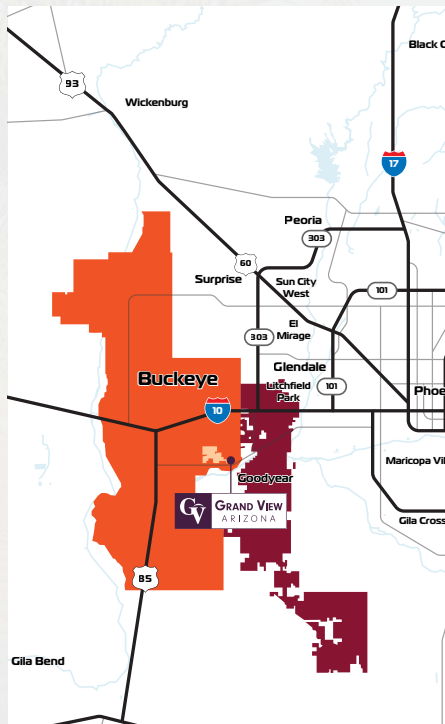 Black C
93
Wickenburg
17
Peoria
303
60
Surprise
Sun City
West
101
El
Mirage
303
Glendale
Buckeye
Litchfield
Park
101
10
Phoe
Maricopa Vil
Goodyear
GV GRAND VIEW
ARIZONA
Gila Cross
85
Gila Bend